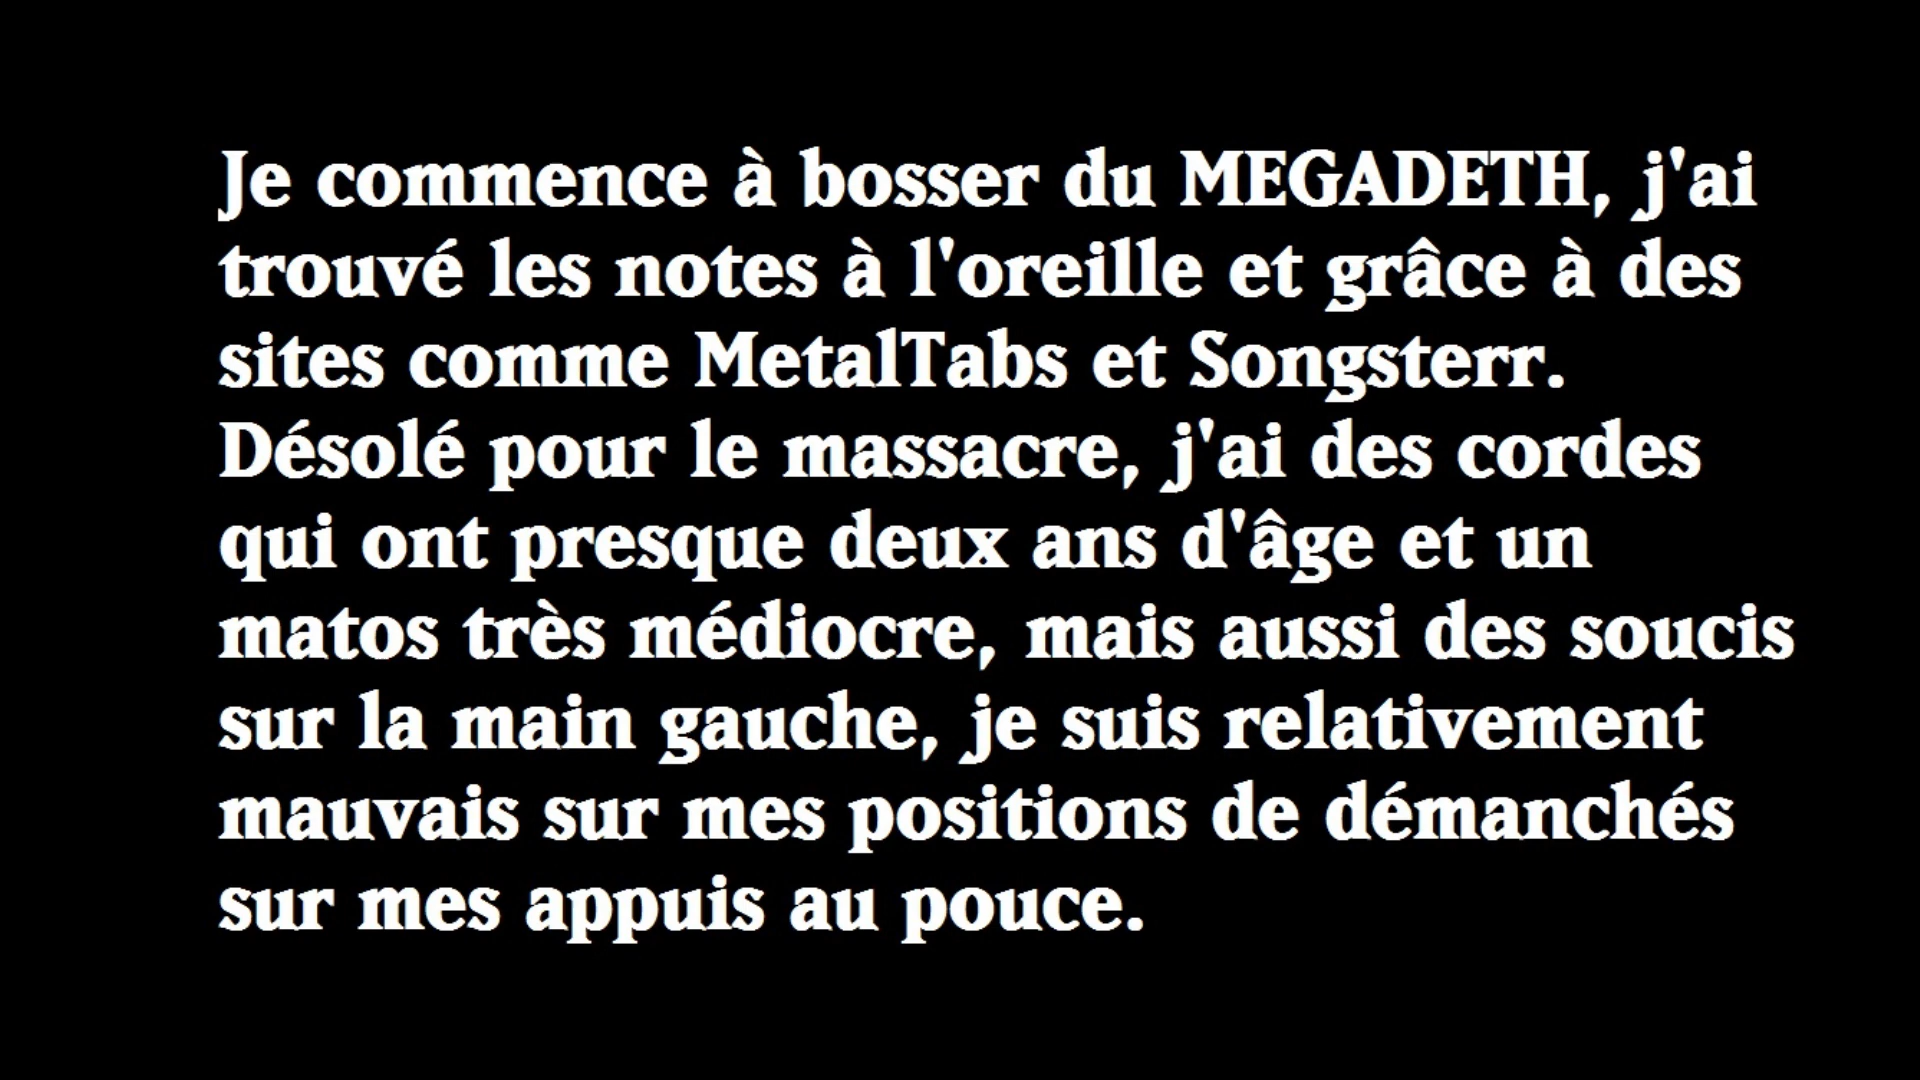 Je commence à bosser du MEGADETH, j'ai
trouvé les notes à l'oreille et grâce à des
sites comme MetalTabs et Songsterr.
Désolé pour le massacre, j'ai des cordes
qui ont presque deux ans d'âge et un
matos très médiocre, mais aussi des soucis
sur la main gauche, je suis relativement
mauvais sur mes positions de démanchés
sur mes appuis au pouce.